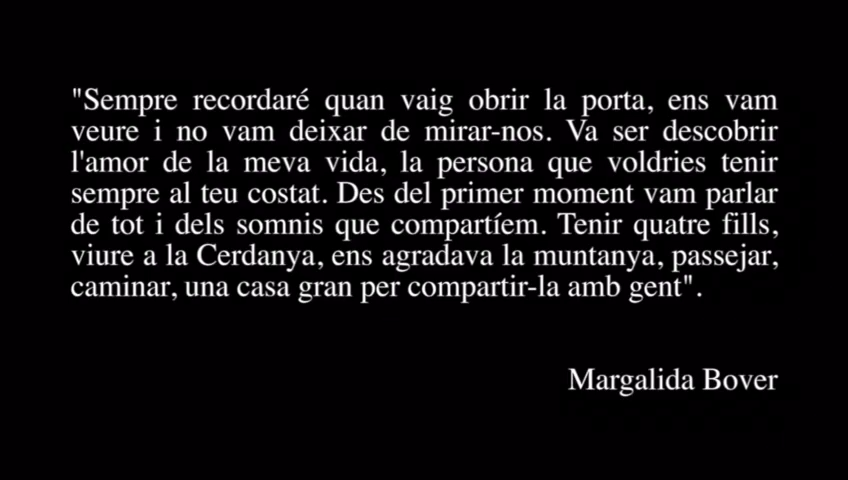 "Sempre recordaré quan vaig obrir la porta, ens vam
veure i no vam deixar de mirar-nos. Va ser descobrir
l'amor de la meva vida, la persona que voldries tenir
sempre al teu costat. Des del primer moment vam parlar
de tot i dels somnis que compartíem. Tenir quatre fills,
viure a la Cerdanya, ens agradava la muntanya, passejar,
caminar, una casa gran per compartir-la amb gent".
Margalida Bover